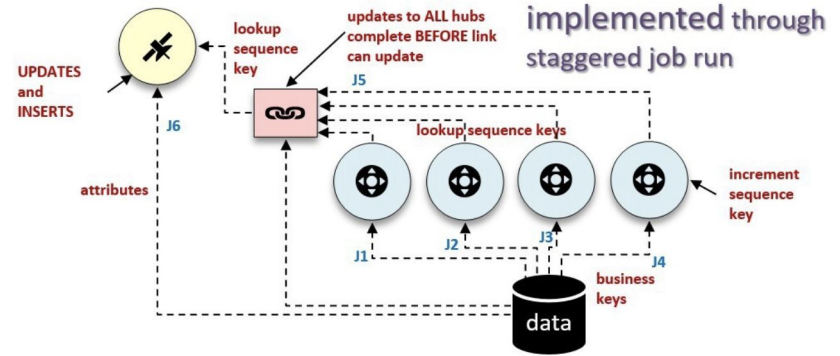 implemented through
staggered job run
updates to ALL hubs
complete BEFORE link
can update
lookup
sequence
key
UPDATES
and
INSERTS
J5
J6
lookup sequence keys
attributes
increment
sequence
key
J1
J2
J3
J4
business
keys
data